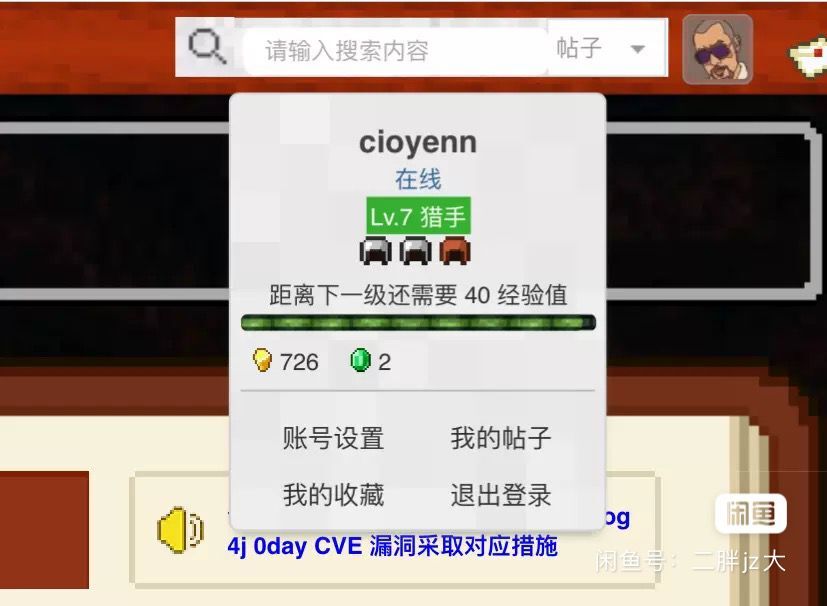 请输入搜索内容 帖子
cioyenn
在线
Lv.7 猎手
距离下一级还需要 40 经验值
726 2
账号设置 我的帖子
我的收藏 退出登录
og
4j 0day CVE 漏洞采取对应措施
闲鱼
闲鱼号：二胖jz大